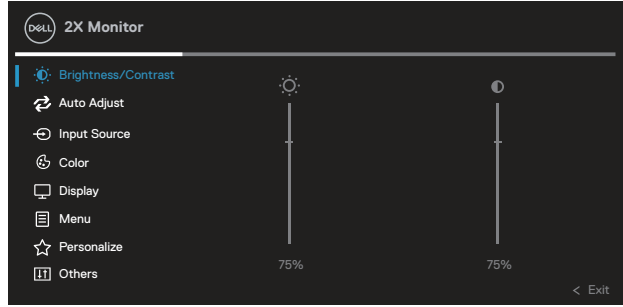 DELL 2X Monitor
Brightness/Contrast
Auto Adjust
Input Source
Color
Display
Menu
Personalize
Others
75% 75%
< Exit